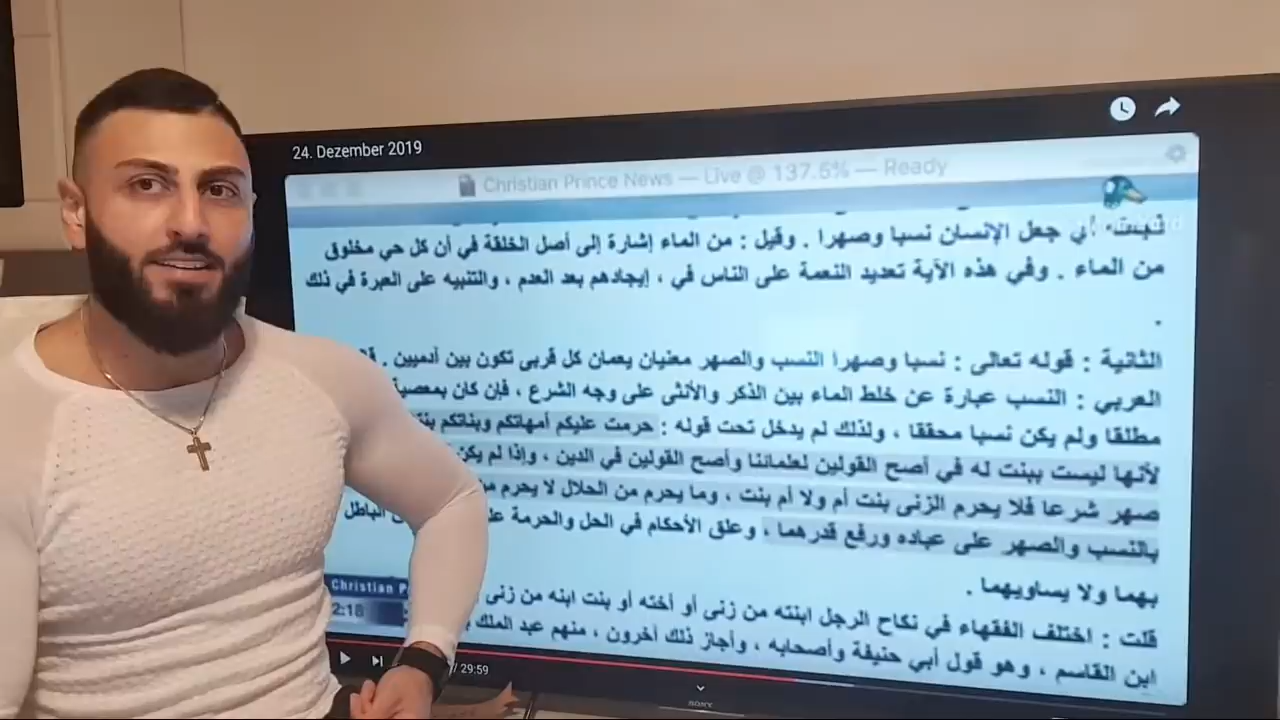 24. Dezember 2019
Christian Prince News — Live @ 137.5% — Ready
جعل الإنسان نسبا وصهرا . وقيل : من الماء إشارة إلى أصل الخلقة في أن كل حي مخلوق
من الماء . وفي هذه الآية تعديد النعمة على الناس في ، إيجادهم بعد العدم ، والتنبيه على العبرة في ذلك
.
الثانية : قوله تعالى : نسبا وصهرا النسب والصهر معنيان يعمان كل قربى تكون بين آدميين .
العربي : النسب عبارة عن خلط الماء بين الذكر والأنثى على وجه الشرع ، فإن كان بمعصية
مطلقا ولم يكن نسبا محققا ، ولذلك لم يدخل تحت قوله : حرمت عليكم أمهاتكم وبناتكم
لأنها ليست ببنت له في أصح القولين لعلمائنا وأصح القولين في الدين ، وإذا لم يكن
صهر شرعا فلا يحرم الزنى بنت أم ولا أم بنت ، وما يحرم من الحلال لا يحرم
بالنسب والصهر على عباده ورفع قدرهما ، وعلق الأحكام في الحل والحرمة
الباطل
بهما ولا يساويهما .
Christian
2:18
قلت : اختلف الفقهاء في نكاح الرجل ابنته من زنى أو أخته أو بنت ابنه من زنى
ابن القاسم ، وهو قول أبي حنيفة وأصحابه ، وأجاز ذلك آخرون ، منهم عبد الملك
/ 29:59
SONY